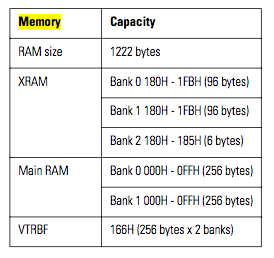 Memory Capacity
RAM size 1222 bytes
XRAM Bank 0 180H - 1FBH (96 bytes)
Bank 1 180H - 1FBH (96 bytes)
Bank 2 180H - 185H (6 bytes)
Main RAM Bank 0 000H - 0FFH (256 bytes)
Bank 1 000H - 0FFH (256 bytes)
VTRBF 166H (256 bytes x 2 banks)